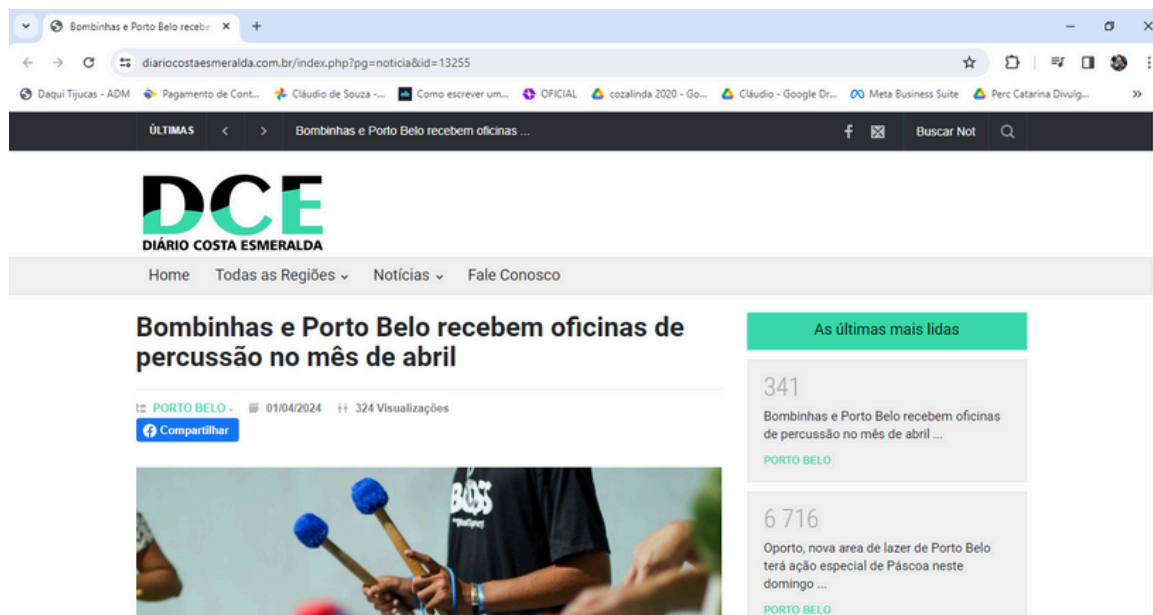 Bombinhas e Porto Belo recebe
diariocostaesmeralda.com.br/index.php?pg=noticia&id=13255
Daqui Tijucas - ADM Pagamento de Cont... Cláudio de Souza -... Como escrever um... OFICIAL cozalinda 2020 - Go... Cláudio - Google Dr... Meta Business Suite Perc Catarina Divulg...
ÚLTIMAS Bombinhas e Porto Belo recebem oficinas ... Buscar Not
DCE
DIÁRIO COSTA ESMERALDA
Home Todas as Regiões Notícias Fale Conosco
Bombinhas e Porto Belo recebem oficinas de
percussão no mês de abril
PORTO BELO - 01/04/2024 324 Visualizações
Compartilhar
As últimas mais lidas
341
Bombinhas e Porto Belo recebem oficinas
de percussão no mês de abril ...
PORTO BELO
6 716
Oporto, nova area de lazer de Porto Belo
terá ação especial de Páscoa neste
domingo ...
PORTO BELO